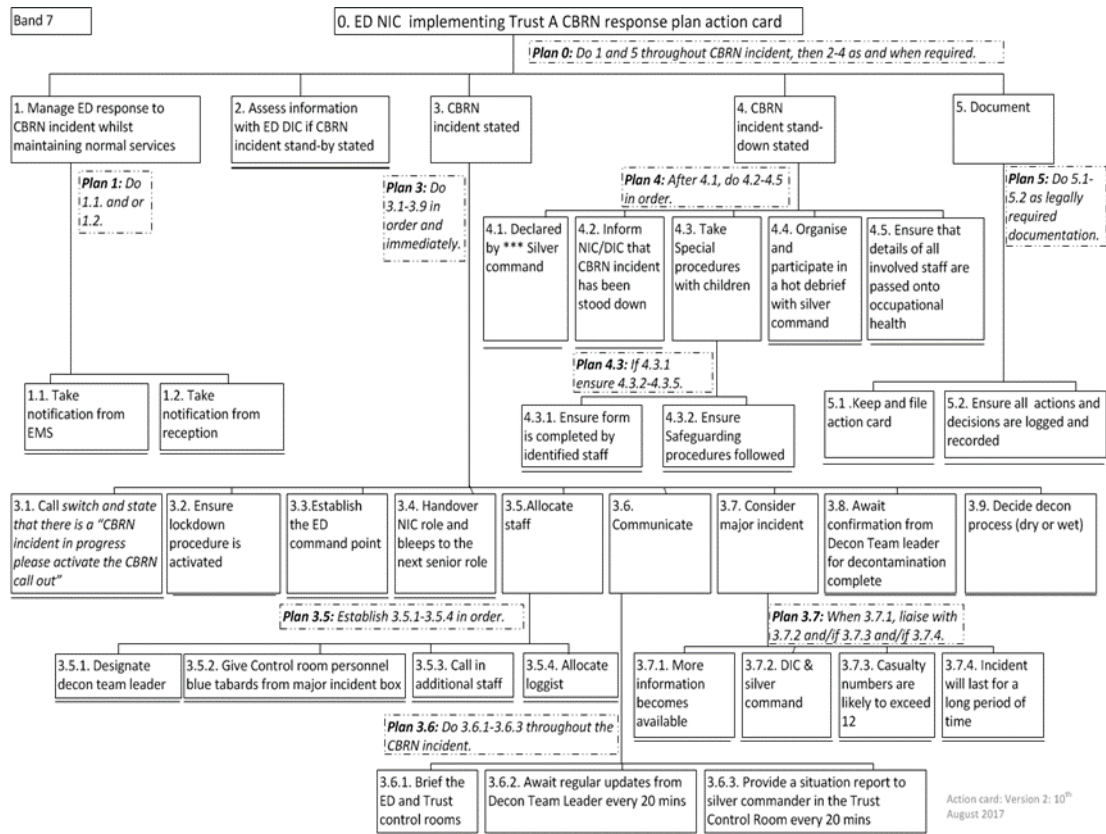 Band 7
0. ED NIC implementing Trust A CBRN response plan action card
Plan 0: Do 1 and 5 throughout CBRN incident, then 2-4 as and when required.
1. Manage ED response to
CBRN incident whilst
maintaining normal services
2. Assess information
with ED DIC if CBRN
incident stand-by stated
3. CBRN
incident stated
4. CBRN
incident stand-
down stated
5. Document
Plan 1: Do
1.1. and or
1.2.
Plan 3: Do
3.1-3.9 in
order and
immediately.
Plan 4: After 4.1, do 4.2-4.5
in order.
Plan 5: Do 5.1-
5.2 as legally
required
documentation.
4.1. Declared
by *** Silver
command
4.2. Inform
NIC/DIC that
CBRN incident
has been
stood down
4.3. Take
Special
procedures
with children
4.4. Organise
and
participate in
a hot debrief
with silver
command
4.5. Ensure that
details of all
involved staff are
passed onto
occupational
health
Plan 4.3: If 4.3.1
ensure 4.3.2-4.3.5.
1.1. Take
notification from
EMS
1.2. Take
notification from
reception
4.3.1. Ensure form
is completed by
identified staff
4.3.2. Ensure
Safeguarding
procedures followed
5.1 .Keep and file
action card
5.2. Ensure all actions and
decisions are logged and
recorded
3.1. Call switch and state
that there is a “CBRN
incident in progress
please activate the CBRN
call out”
3.2. Ensure
lockdown
procedure is
activated
3.3.Establish
the ED
command point
3.4. Handover
NIC role and
bleeps to the
next senior role
3.5.Allocate
staff
3.6.
Communicate
3.7. Consider
major incident
3.8. Await
confirmation from
Decon Team leader
for decontamination
complete
3.9. Decide decon
process (dry or wet)
Plan 3.5: Establish 3.5.1-3.5.4 in order.
Plan 3.7: When 3.7.1, liaise with
3.7.2 and/if 3.7.3 and/if 3.7.4.
3.5.1. Designate
decon team leader
3.5.2. Give Control room personnel
blue tabards from major incident box
3.5.3. Call in
additional staff
3.5.4. Allocate
loggist
3.7.1. More
information
becomes
available
3.7.2. DIC &
silver
command
3.7.3. Casualty
numbers are
likely to exceed
12
3.7.4. Incident
will last for a
long period of
time
Plan 3.6: Do 3.6.1-3.6.3 throughout the
CBRN incident.
3.6.1. Brief the
ED and Trust
control rooms
3.6.2. Await regular updates from
Decon Team Leader every 20 mins
3.6.3. Provide a situation report to
silver commander in the Trust
Control Room every 20 mins
Action card: Version 2: 10th
August 2017